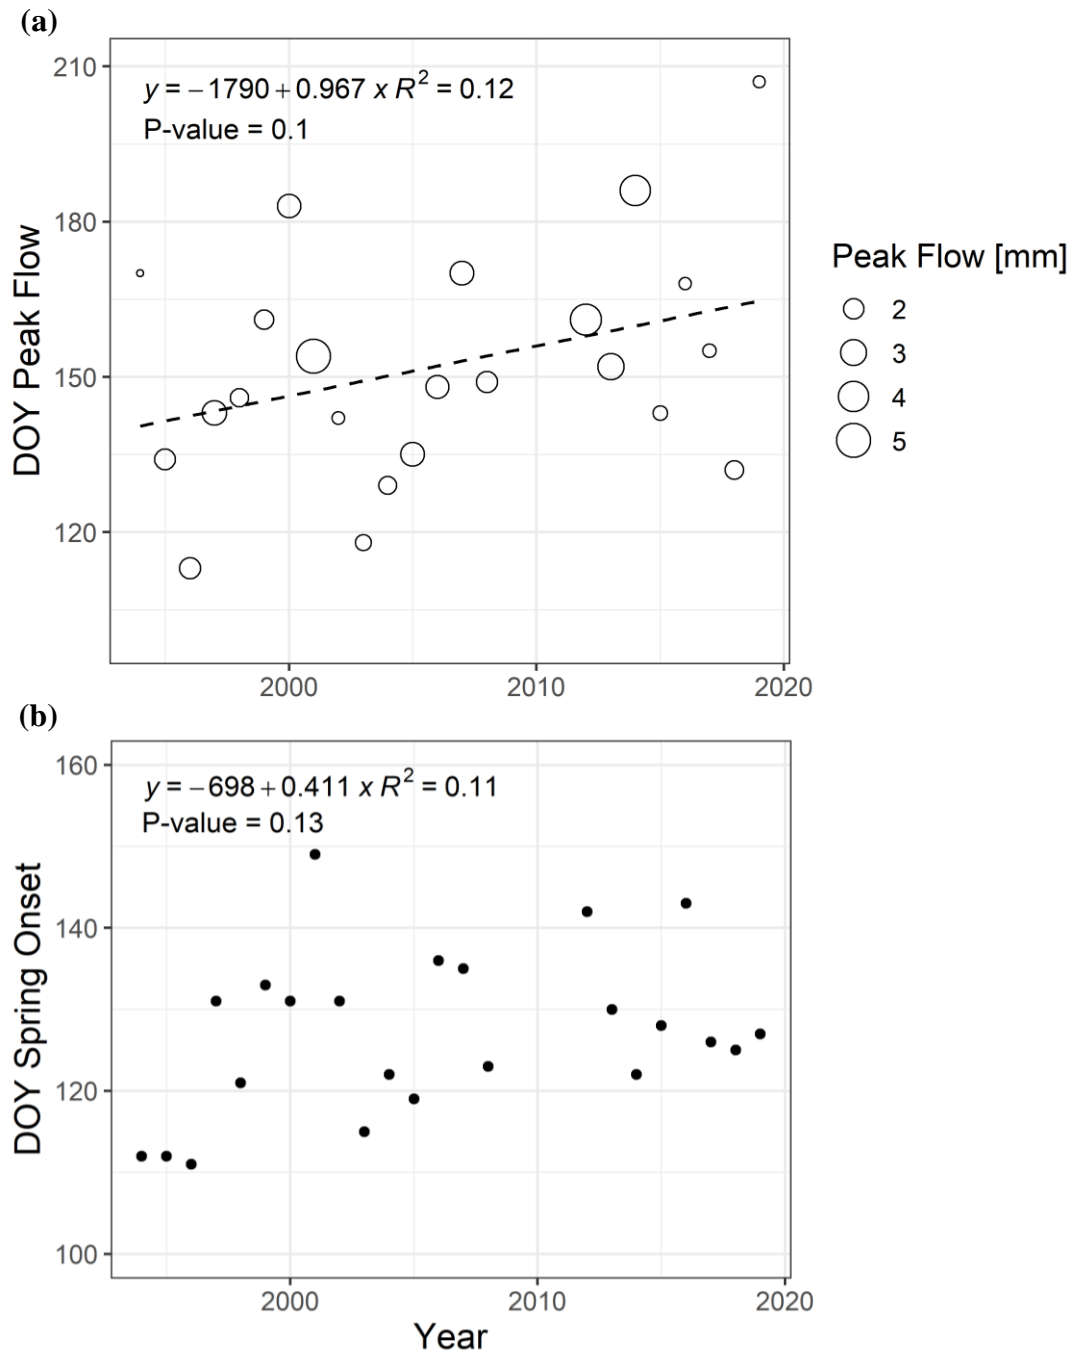 (a)
210
180
150
120
DOY Peak Flow
y = −1790 + 0.967 x R² = 0.12
P-value = 0.1
2000
2010
2020
Peak Flow [mm]
2
3
4
5
(b)
160
140
120
100
DOY Spring Onset
y = −698 + 0.411 x R² = 0.11
P-value = 0.13
2000
2010
2020
Year